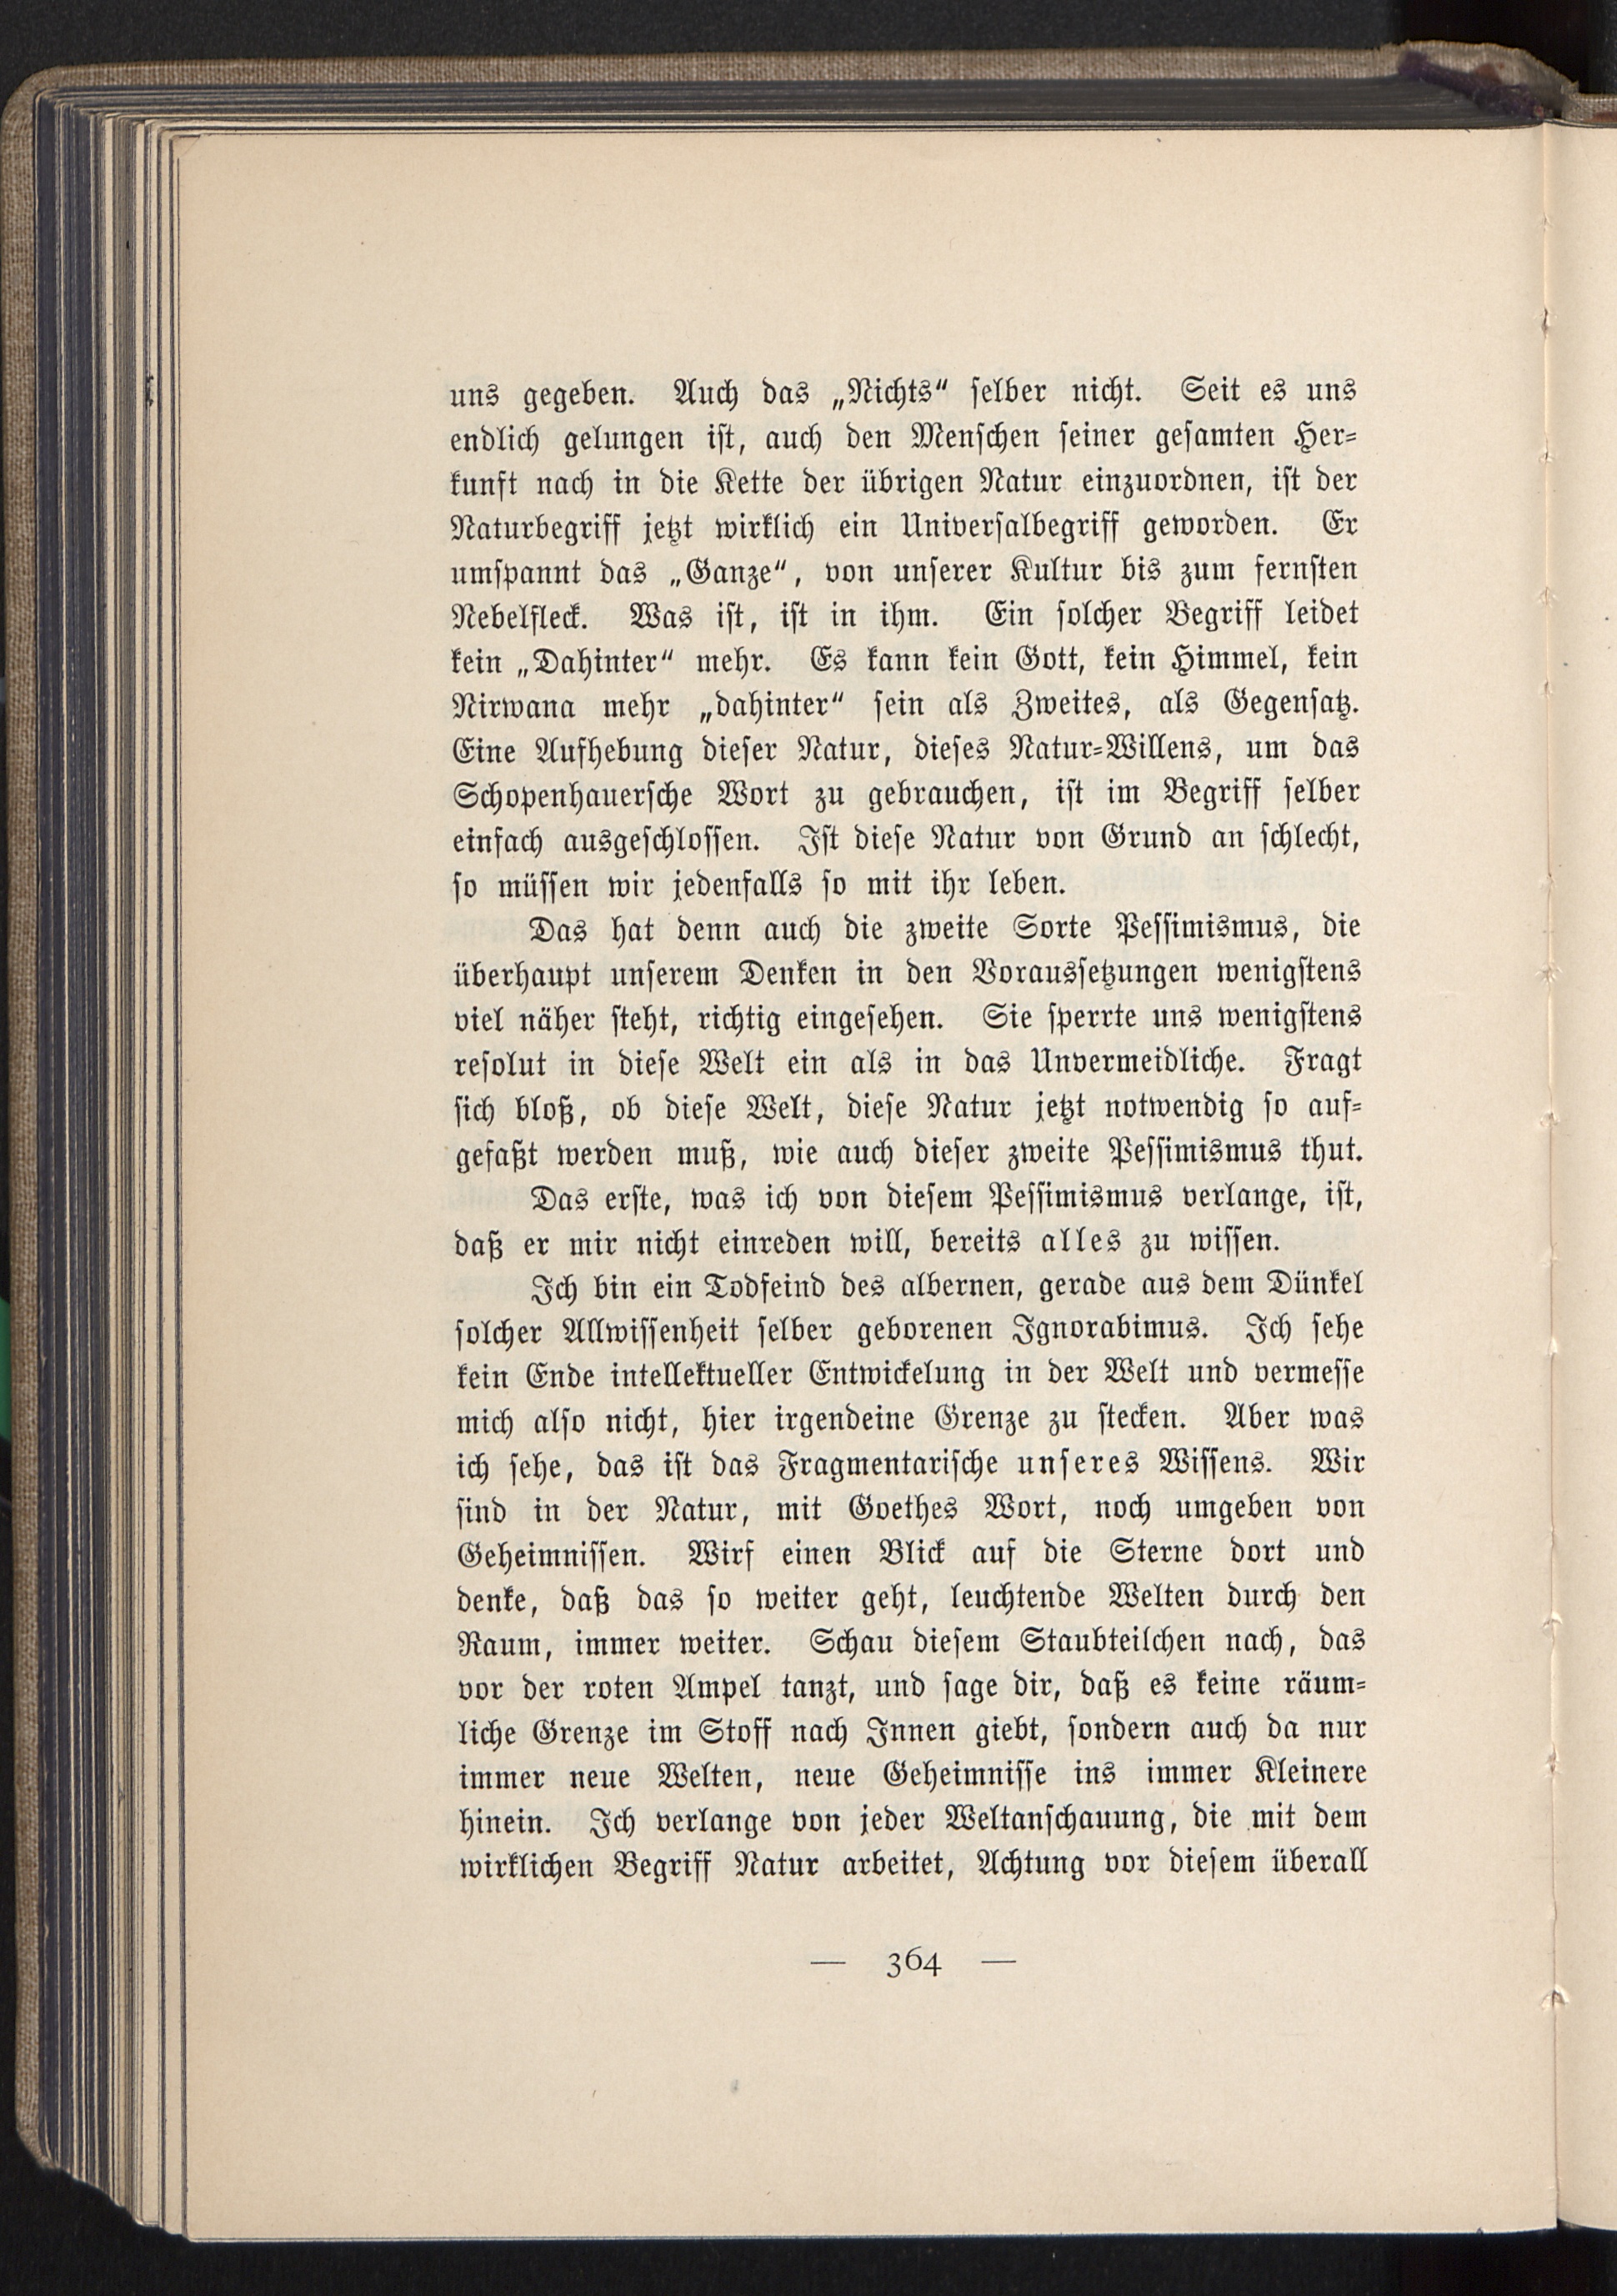 uns gegeben. Auch das „Nichts“ selber nicht. Seit es uns
endlich gelungen ist, auch den Menschen seiner gesamten Her-
kunft nach in die Kette der übrigen Natur einzuordnen, ist der
Naturbegriff jetzt wirklich ein Universalbegriff geworden. Er
umspannt das „Ganze“, von unserer Kultur bis zum fernsten
Nebelfleck. Was ist, ist in ihm. Ein solcher Begriff leidet
kein „Dahinter“ mehr. Es kann kein Gott, kein Himmel, kein
Nirwana mehr „dahinter“ sein als Zweites, als Gegensatz.
Eine Aufhebung dieser Natur, dieses Natur-Willens, um das
Schopenhauersche Wort zu gebrauchen, ist im Begriff selber
einfach ausgeschlossen. Ist diese Natur von Grund an schlecht,
so müssen wir jedenfalls so mit ihr leben.
Das hat denn auch die zweite Sorte Pessimismus, die
überhaupt unserem Denken in den Voraussetzungen wenigstens
viel näher steht, richtig eingesehen. Sie sperrte uns wenigstens
resolut in diese Welt ein als in das Unvermeidliche. Fragt
sich bloß, ob diese Welt, diese Natur jetzt notwendig so auf-
gefaßt werden muß, wie auch dieser zweite Pessimismus thut.
Das erste, was ich von diesem Pessimismus verlange, ist,
daß er mir nicht einreden will, bereits alles zu wissen.
Ich bin ein Todfeind des albernen, gerade aus dem Dünkel
solcher Allwissenheit selber geborenen Ignorabimus. Ich sehe
kein Ende intellektueller Entwickelung in der Welt und vermesse
mich also nicht, hier irgendeine Grenze zu stecken. Aber was
ich sehe, das ist das Fragmentarische unseres Wissens. Wir
sind in der Natur, mit Goethes Wort, noch umgeben von
Geheimnissen. Wirf einen Blick auf die Sterne dort und
denke, daß das so weiter geht, leuchtende Welten durch den
Raum, immer weiter. Schau diesem Staubteilchen nach, das
vor der roten Ampel tanzt, und sage dir, daß es keine räum-
liche Grenze im Stoff nach Innen giebt, sondern auch da nur
immer neue Welten, neue Geheimnisse ins immer Kleinere
hinein. Ich verlange von jeder Weltanschauung, die mit dem
wirklichen Begriff Natur arbeitet, Achtung vor diesem überall
— 364 —